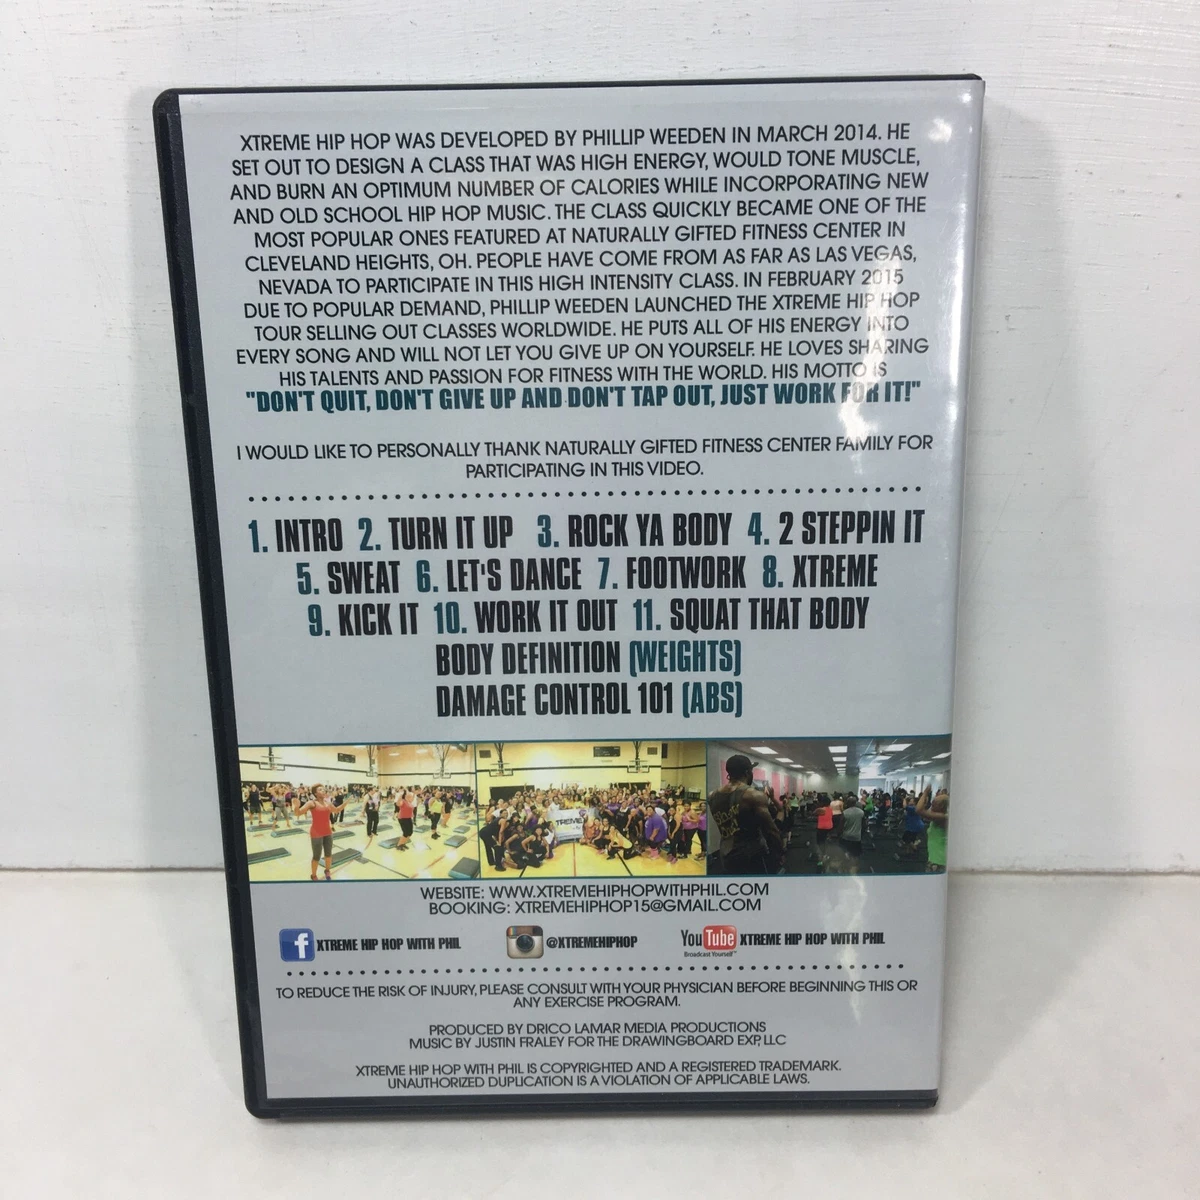 XTREME HIP HOP WAS DEVELOPED BY PHILLIP WEEDEN IN MARCH 2014. HE
SET OUT TO DESIGN A CLASS THAT WAS HIGH ENERGY, WOULD TONE MUSCLE,
AND BURN AN OPTIMUM NUMBER OF CALORIES WHILE INCORPORATING NEW
AND OLD SCHOOL HIP HOP MUSIC. THE CLASS QUICKLY BECAME ONE OF THE
MOST POPULAR ONES FEATURED AT NATURALLY GIFTED FITNESS CENTER IN
CLEVELAND HEIGHTS, OH. PEOPLE HAVE COME FROM AS FAR AS LAS VEGAS,
NEVADA TO PARTICIPATE IN THIS HIGH INTENSITY CLASS. IN FEBRUARY 2015
DUE TO POPULAR DEMAND, PHILLIP WEEDEN LAUNCHED THE XTREME HIP HOP
TOUR SELLING OUT CLASSES WORLDWIDE. HE PUTS ALL OF HIS ENERGY INTO
EVERY SONG AND WILL NOT LET YOU GIVE UP ON YOURSELF. HE LOVES SHARING
HIS TALENTS AND PASSION FOR FITNESS WITH THE WORLD. HIS MOTTO IS
"DON'T QUIT, DON'T GIVE UP AND DON'T TAP OUT, JUST WORK FOR IT!"
I WOULD LIKE TO PERSONALLY THANK NATURALLY GIFTED FITNESS CENTER FAMILY FOR
PARTICIPATING IN THIS VIDEO.
1. INTRO 2. TURN IT UP 3. ROCK YA BODY 4. 2 STEPPIN IT
5. SWEAT 6. LET'S DANCE 7. FOOTWORK 8. XTREME
9. KICK IT 10. WORK IT OUT 11. SQUAT THAT BODY
BODY DEFINITION (WEIGHTS)
DAMAGE CONTROL 101 (ABS)
XTREME
WEBSITE: WWW.XTREMEHIPHOPWITHPHIL.COM
BOOKING: XTREMEHIPHOP15@GMAIL.COM
f XTREME HIP HOP WITH PHIL @XTREMEHIPHOP YouTube XTREME HIP HOP WITH PHIL
Broadcast Yourself™
TO REDUCE THE RISK OF INJURY, PLEASE CONSULT WITH YOUR PHYSICIAN BEFORE BEGINNING THIS OR
ANY EXERCISE PROGRAM.
PRODUCED BY DRICO LAMAR MEDIA PRODUCTIONS
MUSIC BY JUSTIN FRALEY FOR THE DRAWINGBOARD EXP, LLC
XTREME HIP HOP WITH PHIL IS COPYRIGHTED AND A REGISTERED TRADEMARK.
UNAUTHORIZED DUPLICATION IS A VIOLATION OF APPLICABLE LAWS.